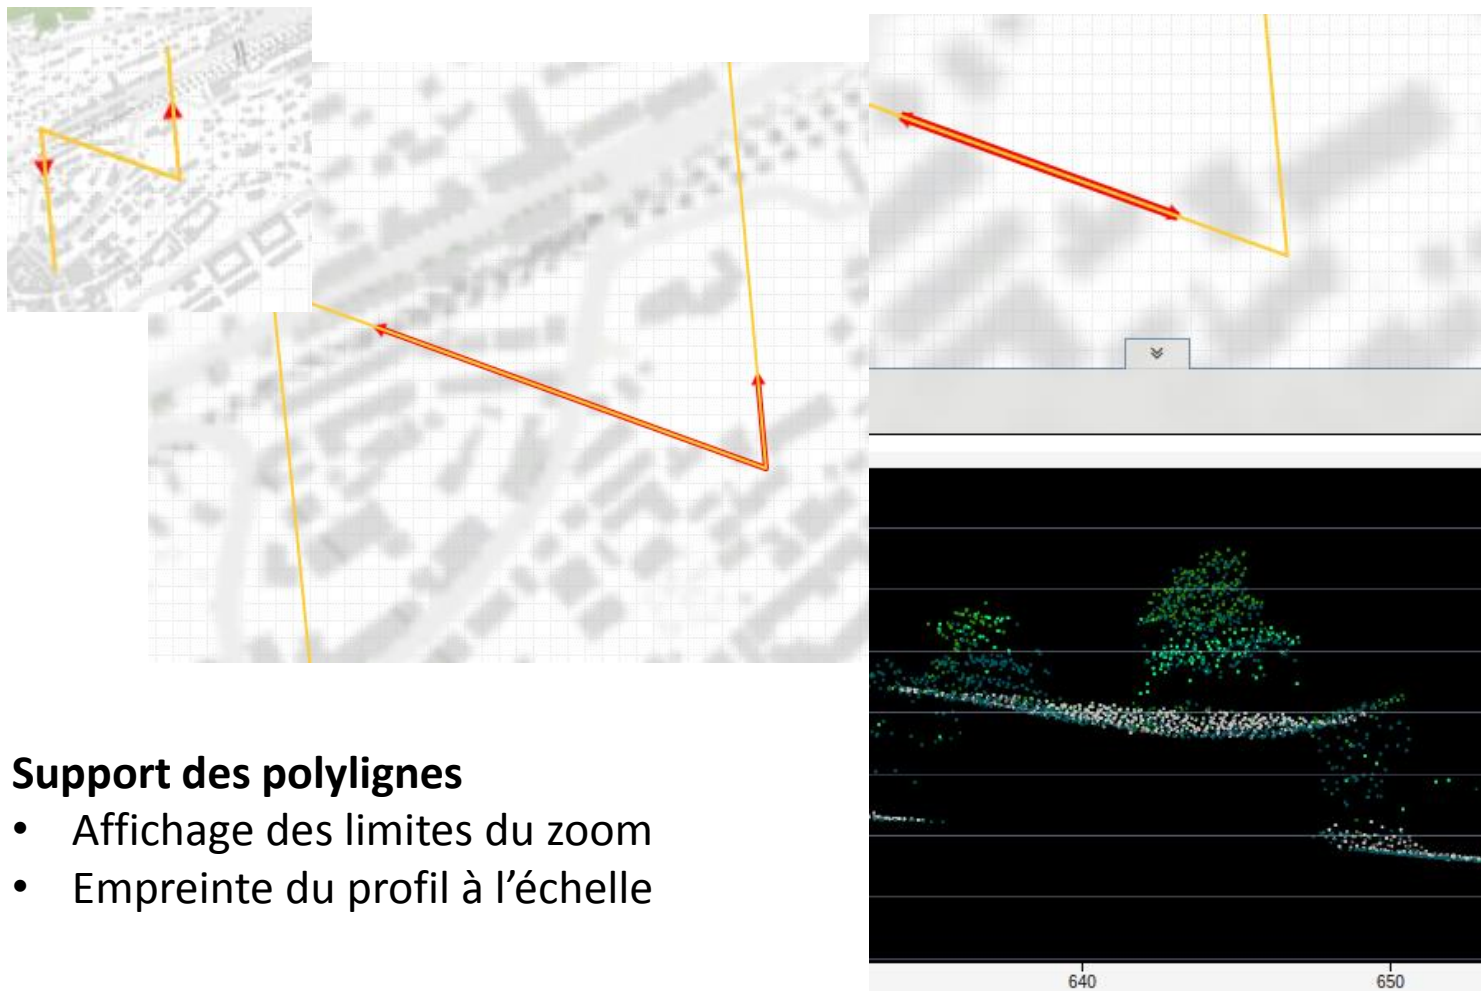 Support des polylignes
• Affichage des limites du zoom
• Empreinte du profil à l’échelle
640 650